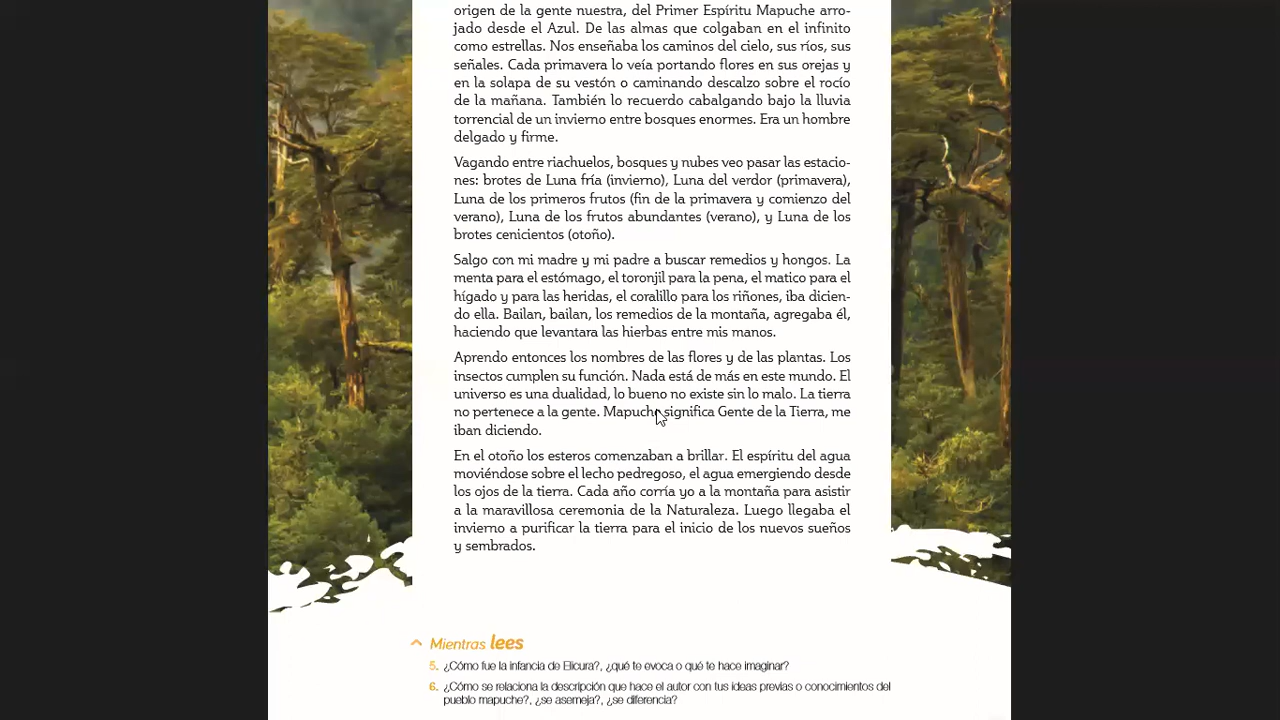 origen de la gente nuestra, del Primer Espíritu Mapuche arro-
jado desde el Azul. De las almas que colgaban en el infinito
como estrellas. Nos enseñaba los caminos del cielo, sus ríos, sus
señales. Cada primavera lo veía portando flores en sus orejas y
en la solapa de su vestón o caminando descalzo sobre el rocío
de la mañana. También lo recuerdo cabalgando bajo la lluvia
torrencial de un invierno entre bosques enormes. Era un hombre
delgado y firme.
Vagando entre riachuelos, bosques y nubes veo pasar las estacio-
nes: brotes de Luna fría (invierno), Luna del verdor (primavera),
Luna de los primeros frutos (fin de la primavera y comienzo del
verano), Luna de los frutos abundantes (verano), y Luna de los
brotes cenicientos (otoño).
Salgo con mi madre y mi padre a buscar remedios y hongos. La
menta para el estómago, el toronjil para la pena, el matico para el
hígado y para las heridas, el coralillo para los riñones, iba dicien-
do ella. Bailan, bailan, los remedios de la montaña, agregaba él,
haciendo que levantara las hierbas entre mis manos.
Aprendo entonces los nombres de las flores y de las plantas. Los
insectos cumplen su función. Nada está de más en este mundo. El
universo es una dualidad, lo bueno no existe sin lo malo. La tierra
no pertenece a la gente. Mapuche significa Gente de la Tierra, me
iban diciendo.
En el otoño los esteros comenzaban a brillar. El espíritu del agua
moviéndose sobre el lecho pedregoso, el agua emergiendo desde
los ojos de la tierra. Cada año corría yo a la montaña para asistir
a la maravillosa ceremonia de la Naturaleza. Luego llegaba el
invierno a purificar la tierra para el inicio de los nuevos sueños
y sembrados.
Mientras lees
5. ¿Cómo fue la infancia de Elicura?, ¿qué te evoca o qué te hace imaginar?
6. ¿Cómo se relaciona la descripción que hace el autor con tus ideas previas o conocimientos del
pueblo mapuche?, ¿se asemeja?, ¿se diferencia?